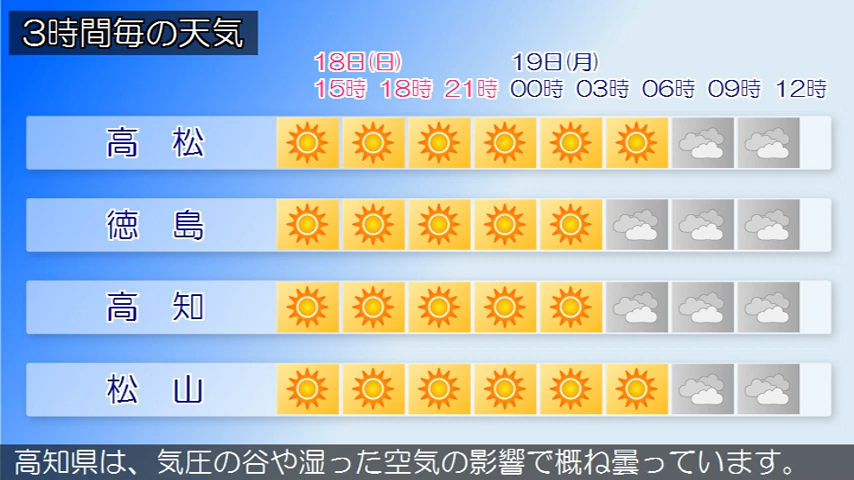 3時間毎の天気
18日(日) 19日(月)
15時 18時 21時 00時 03時 06時 09時 12時
高 松
徳 島
高 知
松 山
高知県は、気圧の谷や湿った空気の影響で概ね曇っています。